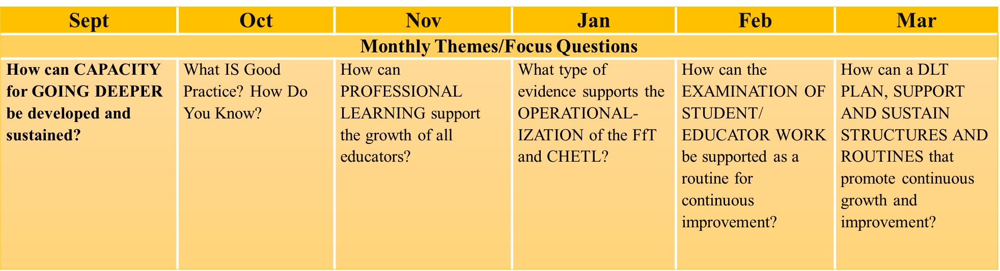 Sept Oct Nov Jan Feb Mar
Monthly Themes/Focus Questions
How can CAPACITY
for GOING DEEPER
be developed and
sustained?
What IS Good
Practice? How Do
You Know?
How can
PROFESSIONAL
LEARNING support
the growth of all
educators?
What type of
evidence supports the
OPERATIONAL-
IZATION of the FfT
and CHETL?
How can the
EXAMINATION OF
STUDENT/
EDUCATOR WORK
be supported as a
routine for
continuous
improvement?
How can a DLT
PLAN, SUPPORT
AND SUSTAIN
STRUCTURES AND
ROUTINES that
promote continuous
growth and
improvement?